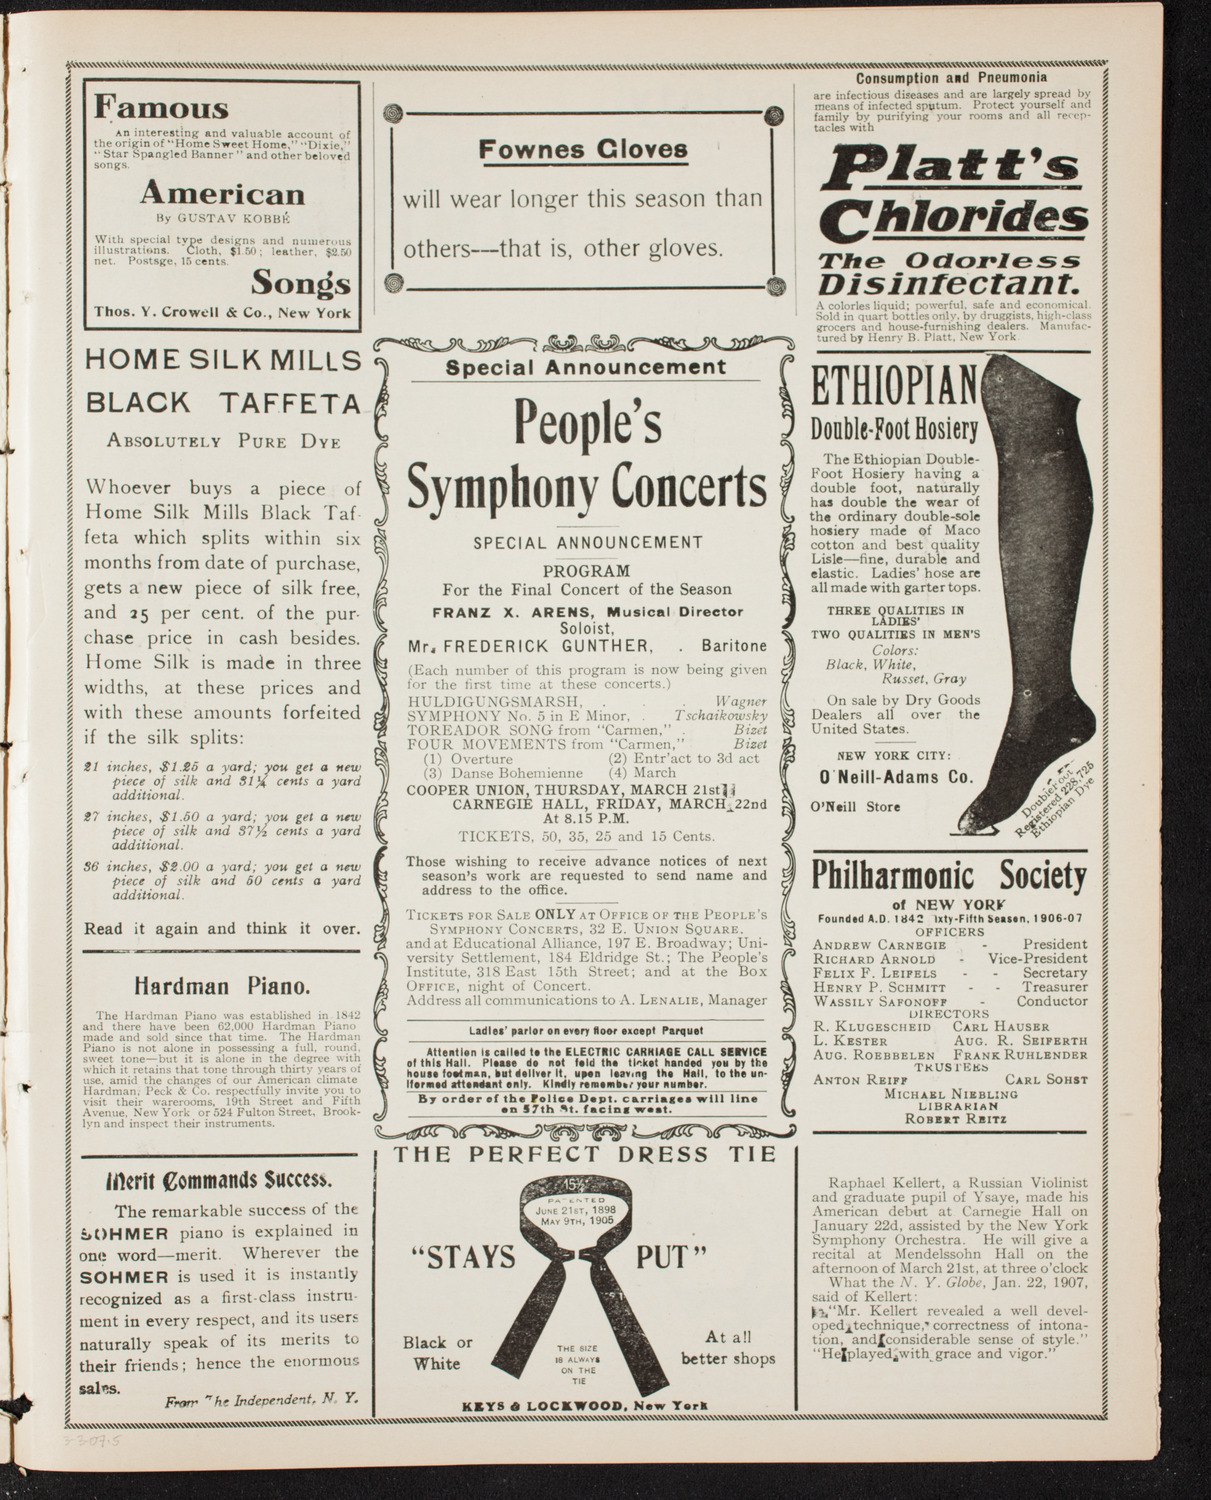 Famous
An interesting and valuable account of
the origin of "Home Sweet Home," "Dixie,"
"Star Spangled Banner" and other beloved
songs.
American
By GUSTAV KOBBÉ
With special type designs and numerous
illustrations. Cloth, $1.50; leather, $2.50
net. Postsge, 15 cents.
Songs
Thos. Y. Crowell & Co., New York
HOME SILK MILLS
BLACK TAFFETA
ABSOLUTELY PURE DYE
Whoever buys a piece of
Home Silk Mills Black Taf-
feta which splits within six
months from date of purchase,
gets a new piece of silk free,
and 25 per cent. of the pur-
chase price in cash besides.
Home Silk is made in three
widths, at these prices and
with these amounts forfeited
if the silk splits:
21 inches, $1.25 a yard; you get a new
piece of silk and 31¼ cents a yard
additional.
27 inches, $1.50 a yard; you get a new
piece of silk and 37½ cents a yard
additional.
36 inches, $2.00 a yard; you get a new
piece of silk and 50 cents a yard
additional.
Read it again and think it over.
Hardman Piano.
The Hardman Piano was established in 1842
and there have been 62,000 Hardman Piano
made and sold since that time. The Hardman
Piano is not alone in possessing a full, round,
sweet tone—but it is alone in the degree with
which it retains that tone through thirty years of
use, amid the changes of our American climate
Hardman, Peck & Co. respectfully invite you to
visit their warerooms, 19th Street and Fifth
Avenue, New York or 524 Fulton Street, Brook-
lyn and inspect their instruments.
Merit Commands Success.
The remarkable success of the
SOHMER piano is explained in
one word—merit. Wherever the
SOHMER is used it is instantly
recognized as a first-class instru-
ment in every respect, and its users
naturally speak of its merits to
their friends; hence the enormous
sales.
From The Independent, N. Y.
Fownes Gloves
will wear longer this season than
others---that is, other gloves.
Special Announcement
People's
Symphony Concerts
SPECIAL ANNOUNCEMENT
PROGRAM
For the Final Concert of the Season
FRANZ X. ARENS, Musical Director
Soloist,
Mr. FREDERICK GUNTHER, . Baritone
(Each number of this program is now being given
for the first time at these concerts.)
HULDIGUNGSMARSH, . . . Wagner
SYMPHONY No. 5 in E Minor, . Tschaikowsky
TOREADOR SONG from "Carmen," . Bizet
FOUR MOVEMENTS from "Carmen," Bizet
(1) Overture (2) Entr'act to 3d act
(3) Danse Bohemienne (4) March
COOPER UNION, THURSDAY, MARCH 21st
CARNEGIE HALL, FRIDAY, MARCH 22nd
At 8.15 P.M.
TICKETS, 50, 35, 25 and 15 Cents.
Those wishing to receive advance notices of next
season's work are requested to send name and
address to the office.
TICKETS FOR SALE ONLY AT OFFICE OF THE PEOPLE'S
SYMPHONY CONCERTS, 32 E. UNION SQUARE,
and at Educational Alliance, 197 E. Broadway; Uni-
versity Settlement, 184 Eldridge St.; The People's
Institute, 318 East 15th Street; and at the Box
OFFICE, night of Concert.
Address all communications to A. LENALIE, Manager
Ladies' parlor on every floor except Parquet
Attention is called to the ELECTRIC CARRIAGE CALL SERVICE
of this Hall. Please do not fold the ticket handed you by the
house footman, but deliver it, upon leaving the Hall, to the un-
iformed attendant only. Kindly remember your number.
By order of the Police Dept. carriages will line
on 57th St. facing west.
THE PERFECT DRESS TIE
15½
PATENTED
JUNE 21ST, 1898
MAY 9TH, 1905
"STAYS PUT"
Black or
White
THE SIZE
IS ALWAYS
ON THE
TIE
At all
better shops
KEYS & LOCKWOOD, New York
Consumption and Pneumonia
are infectious diseases and are largely spread by
means of infected sputum. Protect yourself and
family by purifying your rooms and all recep-
tacles with
Platt's
Chlorides
The Odorless
Disinfectant.
A colorles liquid; powerful, safe and economical.
Sold in quart bottles only, by druggists, high-class
grocers and house-furnishing dealers. Manufac-
tured by Henry B. Platt, New York
ETHIOPIAN
Double-Foot Hosiery
The Ethiopian Double-
Foot Hosiery having a
double foot, naturally
has double the wear of
the ordinary double-sole
hosiery made of Maco
cotton and best quality
Lisle—fine, durable and
elastic. Ladies' hose are
all made with garter tops.
THREE QUALITIES IN
LADIES'
TWO QUALITIES IN MEN'S
Colors:
Black, White,
Russet, Gray
On sale by Dry Goods
Dealers all over the
United States.
NEW YORK CITY:
O'Neill-Adams Co.
O'Neill Store
Doublefoot
Registered 228,725
Ethiopian Dye
Philharmonic Society
of NEW YORK
Founded A.D. 1842 ixty-Fifth Season, 1906-07
OFFICERS
ANDREW CARNEGIE - President
RICHARD ARNOLD - Vice-President
FELIX F. LEIFELS - - Secretary
HENRY P. SCHMITT - - Treasurer
WASSILY SAFONOFF - Conductor
DIRECTORS
R. KLUGESCHEID CARL HAUSER
L. KESTER AUG. R. SEIFERTH
AUG. ROEBBELEN FRANK RUHLENDER
TRUSTEES
ANTON REIFF CARL SOHST
MICHAEL NIEBLING
LIBRARIAN
ROBERT REITZ
Raphael Kellert, a Russian Violinist
and graduate pupil of Ysaye, made his
American debut at Carnegie Hall on
January 22d, assisted by the New York
Symphony Orchestra. He will give a
recital at Mendelssohn Hall on the
afternoon of March 21st, at three o'clock
What the N. Y. Globe, Jan. 22, 1907,
said of Kellert:
"Mr. Kellert revealed a well devel-
oped technique, correctness of intona-
tion, and considerable sense of style."
"He played with grace and vigor."
3-3-07.5